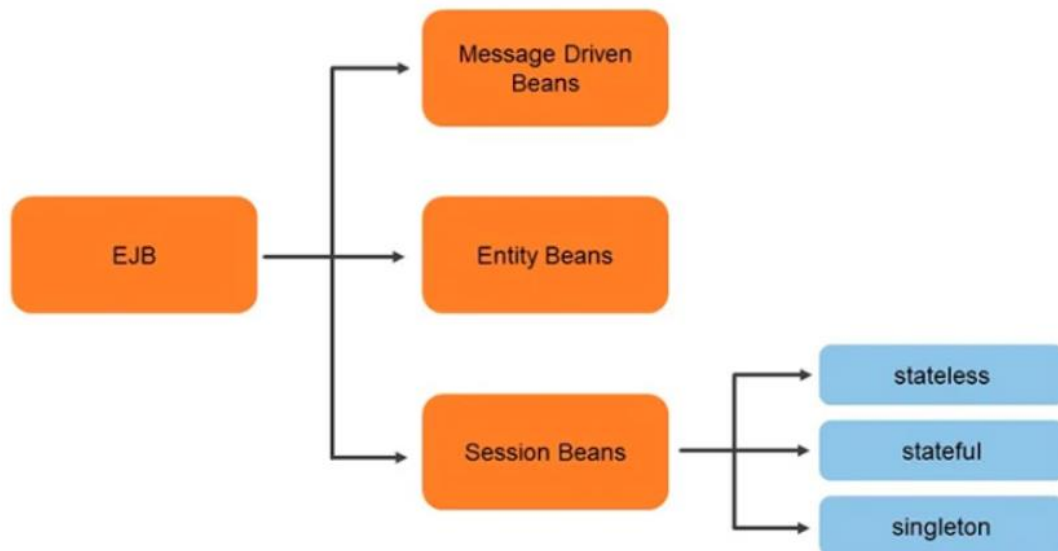 Message Driven
Beans
EJB
Entity Beans
Session Beans
stateless
stateful
singleton